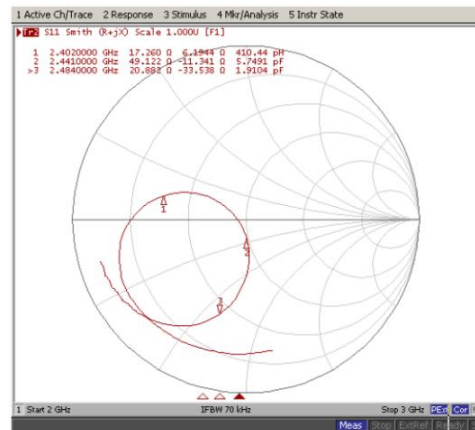 1 Active Ch/Trace 2 Response 3 Stimulus 4 Mkr/Analysis 5 Instr State
Tr2 S11 Smith (R+jX) Scale 1.000U [F1]
1 2.4020000 GHz 17.260 Ω 6.1944 Ω 410.44 pH
2 2.4410000 GHz 49.122 Ω -11.341 Ω 5.7491 pF
>3 2.4840000 GHz 20.882 Ω -33.538 Ω 1.9104 pF
1
2
3
1 Start 2 GHz IFBW 70 kHz Stop 3 GHz PExt Cor
Meas Stop ExtRef Ready